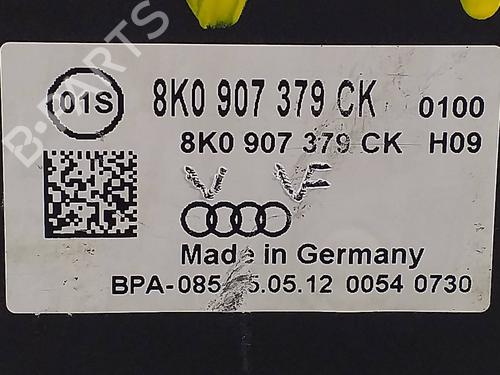 B-PARTS
01S
8K0 907 379 CK 0100
8K0 907 379 CK H09
V VF
Made in Germany
BPA-085 5.05.12 0054 0730